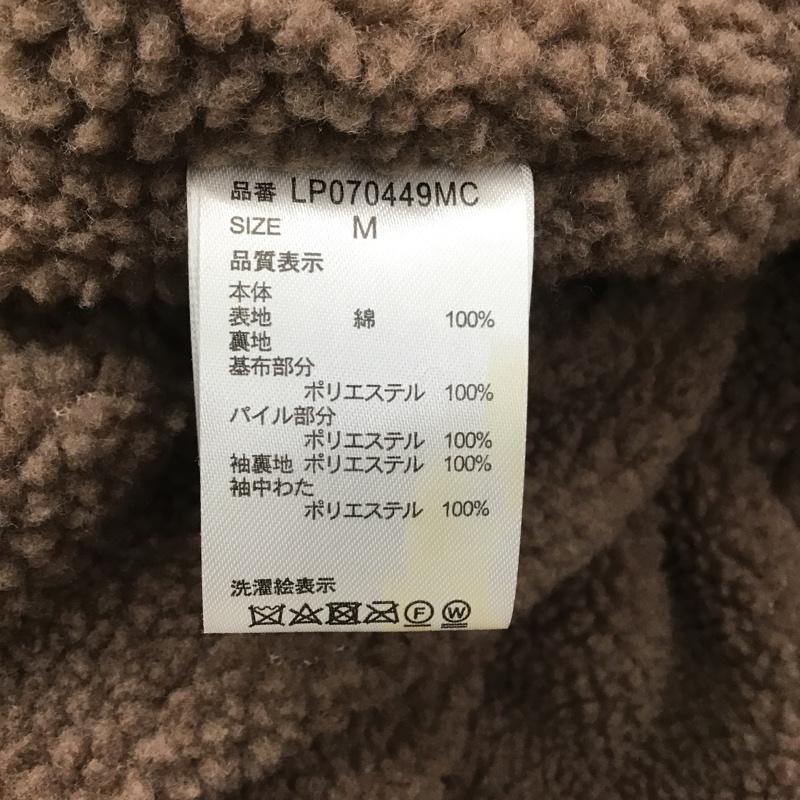 品番 LP070449MC
SIZE M
品質表示
本体
表地 綿 100%
裏地
基布部分
ポリエステル 100%
パイル部分
ポリエステル 100%
袖裏地 ポリエステル 100%
袖中わた
ポリエステル 100%
洗濯絵表示
F W